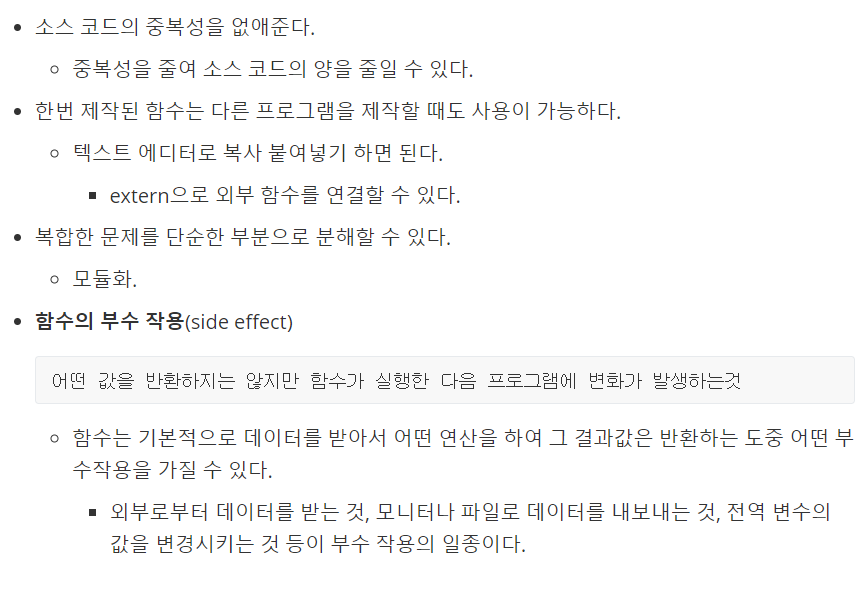 소스 코드의 중복성을 없애준다.
중복성을 줄여 소스 코드의 양을 줄일 수 있다.
한번 제작된 함수는 다른 프로그램을 제작할 때도 사용이 가능하다.
텍스트 에디터로 복사 붙여넣기 하면 된다.
extern으로 외부 함수를 연결할 수 있다.
복합한 문제를 단순한 부분으로 분해할 수 있다.
모듈화.
함수의 부수 작용(side effect)
어떤 값을 반환하지는 않지만 함수가 실행한 다음 프로그램에 변화가 발생하는것
함수는 기본적으로 데이터를 받아서 어떤 연산을 하여 그 결과값은 반환하는 도중 어떤 부
수작용을 가질 수 있다.
외부로부터 데이터를 받는 것, 모니터나 파일로 데이터를 내보내는 것, 전역 변수의
값을 변경시키는 것 등이 부수 작용의 일종이다.